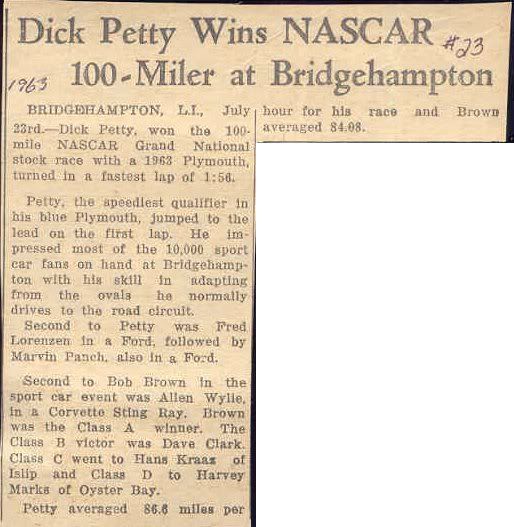 Dick Petty Wins NASCAR #23
1963 100-Miler at Bridgehampton
BRIDGEHAMPTON, L.I., July
23rd.—Dick Petty, won the 100-
mile NASCAR Grand National
stock race with a 1963 Plymouth,
turned in a fastest lap of 1:56.
Petty, the speediest qualifier in
his blue Plymouth, jumped to the
lead on the first lap. He im-
pressed most of the 10,000 sport
car fans on hand at Bridgehamp-
ton with his skill in adapting
from the ovals he normally
drives to the road circuit.
Second to Petty was Fred
Lorenzen in a Ford, followed by
Marvin Panch, also in a Ford.
Second to Bob Brown in the
sport car event was Allen Wylie,
in a Corvette Sting Ray. Brown
was the Class A winner. The
Class B victor was Dave Clark.
Class C went to Hans Kraaz of
Islip and Class D to Harvey
Marks of Oyster Bay.
Petty averaged 86.6 miles per
hour for his race and Brown
averaged 84.08.